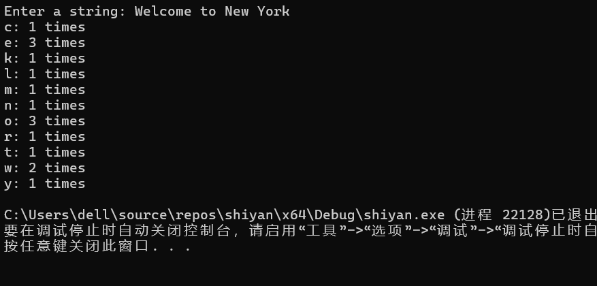 Enter a string: Welcome to New York
c: 1 times
e: 3 times
k: 1 times
l: 1 times
m: 1 times
n: 1 times
o: 3 times
r: 1 times
t: 1 times
w: 2 times
y: 1 times
C:\Users\dell\source\repos\shiyan\x64\Debug\shiyan.exe (进程 22128)已退出
要在调试停止时自动关闭控制台，请启用“工具”->“选项”->“调试”->“调试停止时自
按任意键关闭此窗口. . .